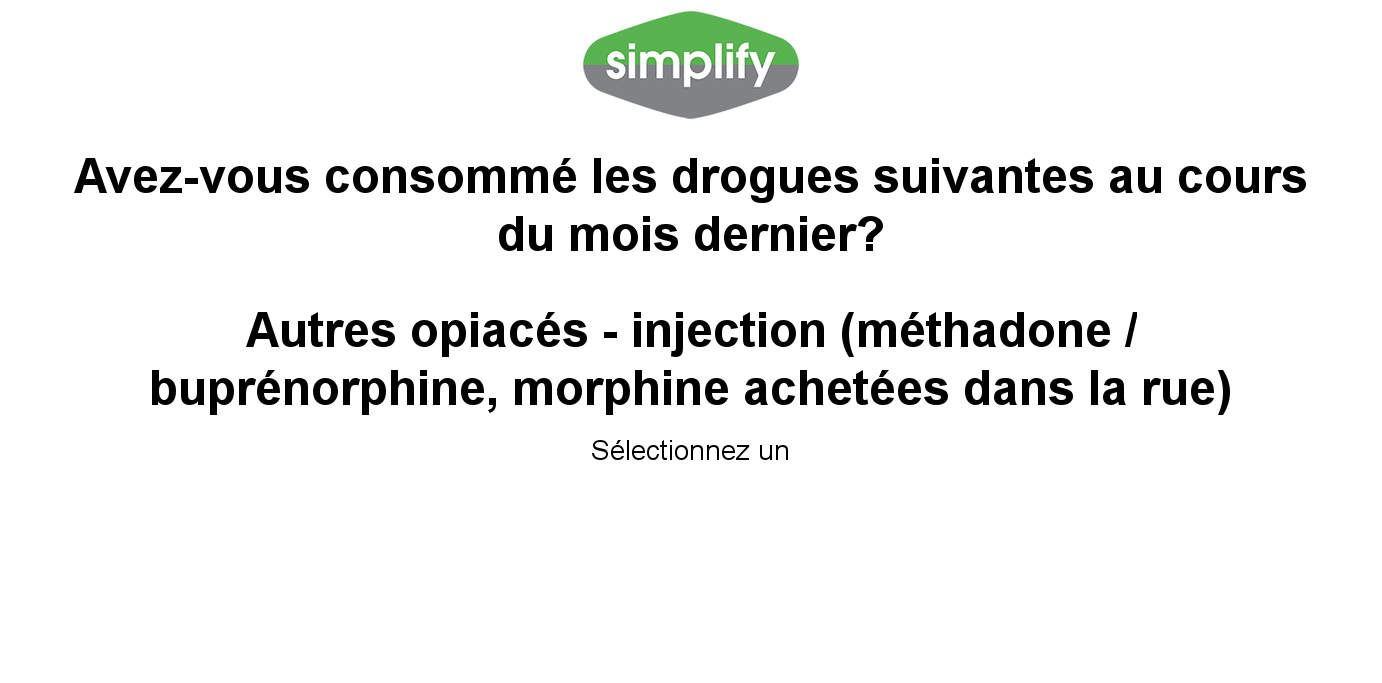 simplify
Avez-vous consommé les drogues suivantes au cours
du mois dernier?
Autres opiacés - injection (méthadone /
buprénorphine, morphine achetées dans la rue)
Sélectionnez un